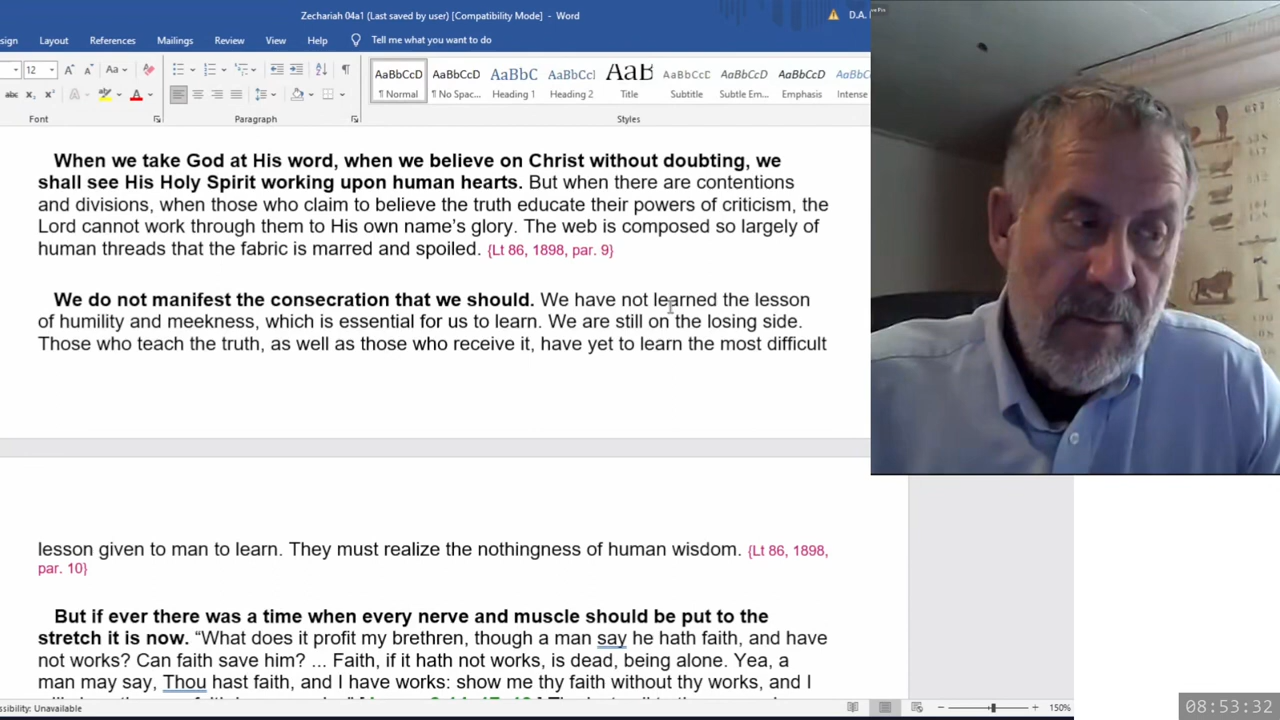 Zechariah 04a1 (Last saved by user) [Compatibility Mode] - Word
D.A.
sign Layout References Mailings Review View Help Tell me what you want to do
12 Aa
AaBbCcD AaBbCcD AaBbC AaBbCcI AaB AaBbCcD AaBbCcD AaBbCcD AaBbCc
¶ Normal ¶ No Spac... Heading 1 Heading 2 Title Subtitle Subtle Em... Emphasis Intense
Font Paragraph Styles
When we take God at His word, when we believe on Christ without doubting, we
shall see His Holy Spirit working upon human hearts. But when there are contentions
and divisions, when those who claim to believe the truth educate their powers of criticism, the
Lord cannot work through them to His own name’s glory. The web is composed so largely of
human threads that the fabric is marred and spoiled. {Lt 86, 1898, par. 9}
We do not manifest the consecration that we should. We have not learned the lesson
of humility and meekness, which is essential for us to learn. We are still on the losing side.
Those who teach the truth, as well as those who receive it, have yet to learn the most difficult
lesson given to man to learn. They must realize the nothingness of human wisdom. {Lt 86, 1898,
par. 10}
But if ever there was a time when every nerve and muscle should be put to the
stretch it is now. “What does it profit my brethren, though a man say he hath faith, and have
not works? Can faith save him? ... Faith, if it hath not works, is dead, being alone. Yea, a
man may say, Thou hast faith, and I have works: show me thy faith without thy works, and I
ssibility: Unavailable
150%
08:53:32